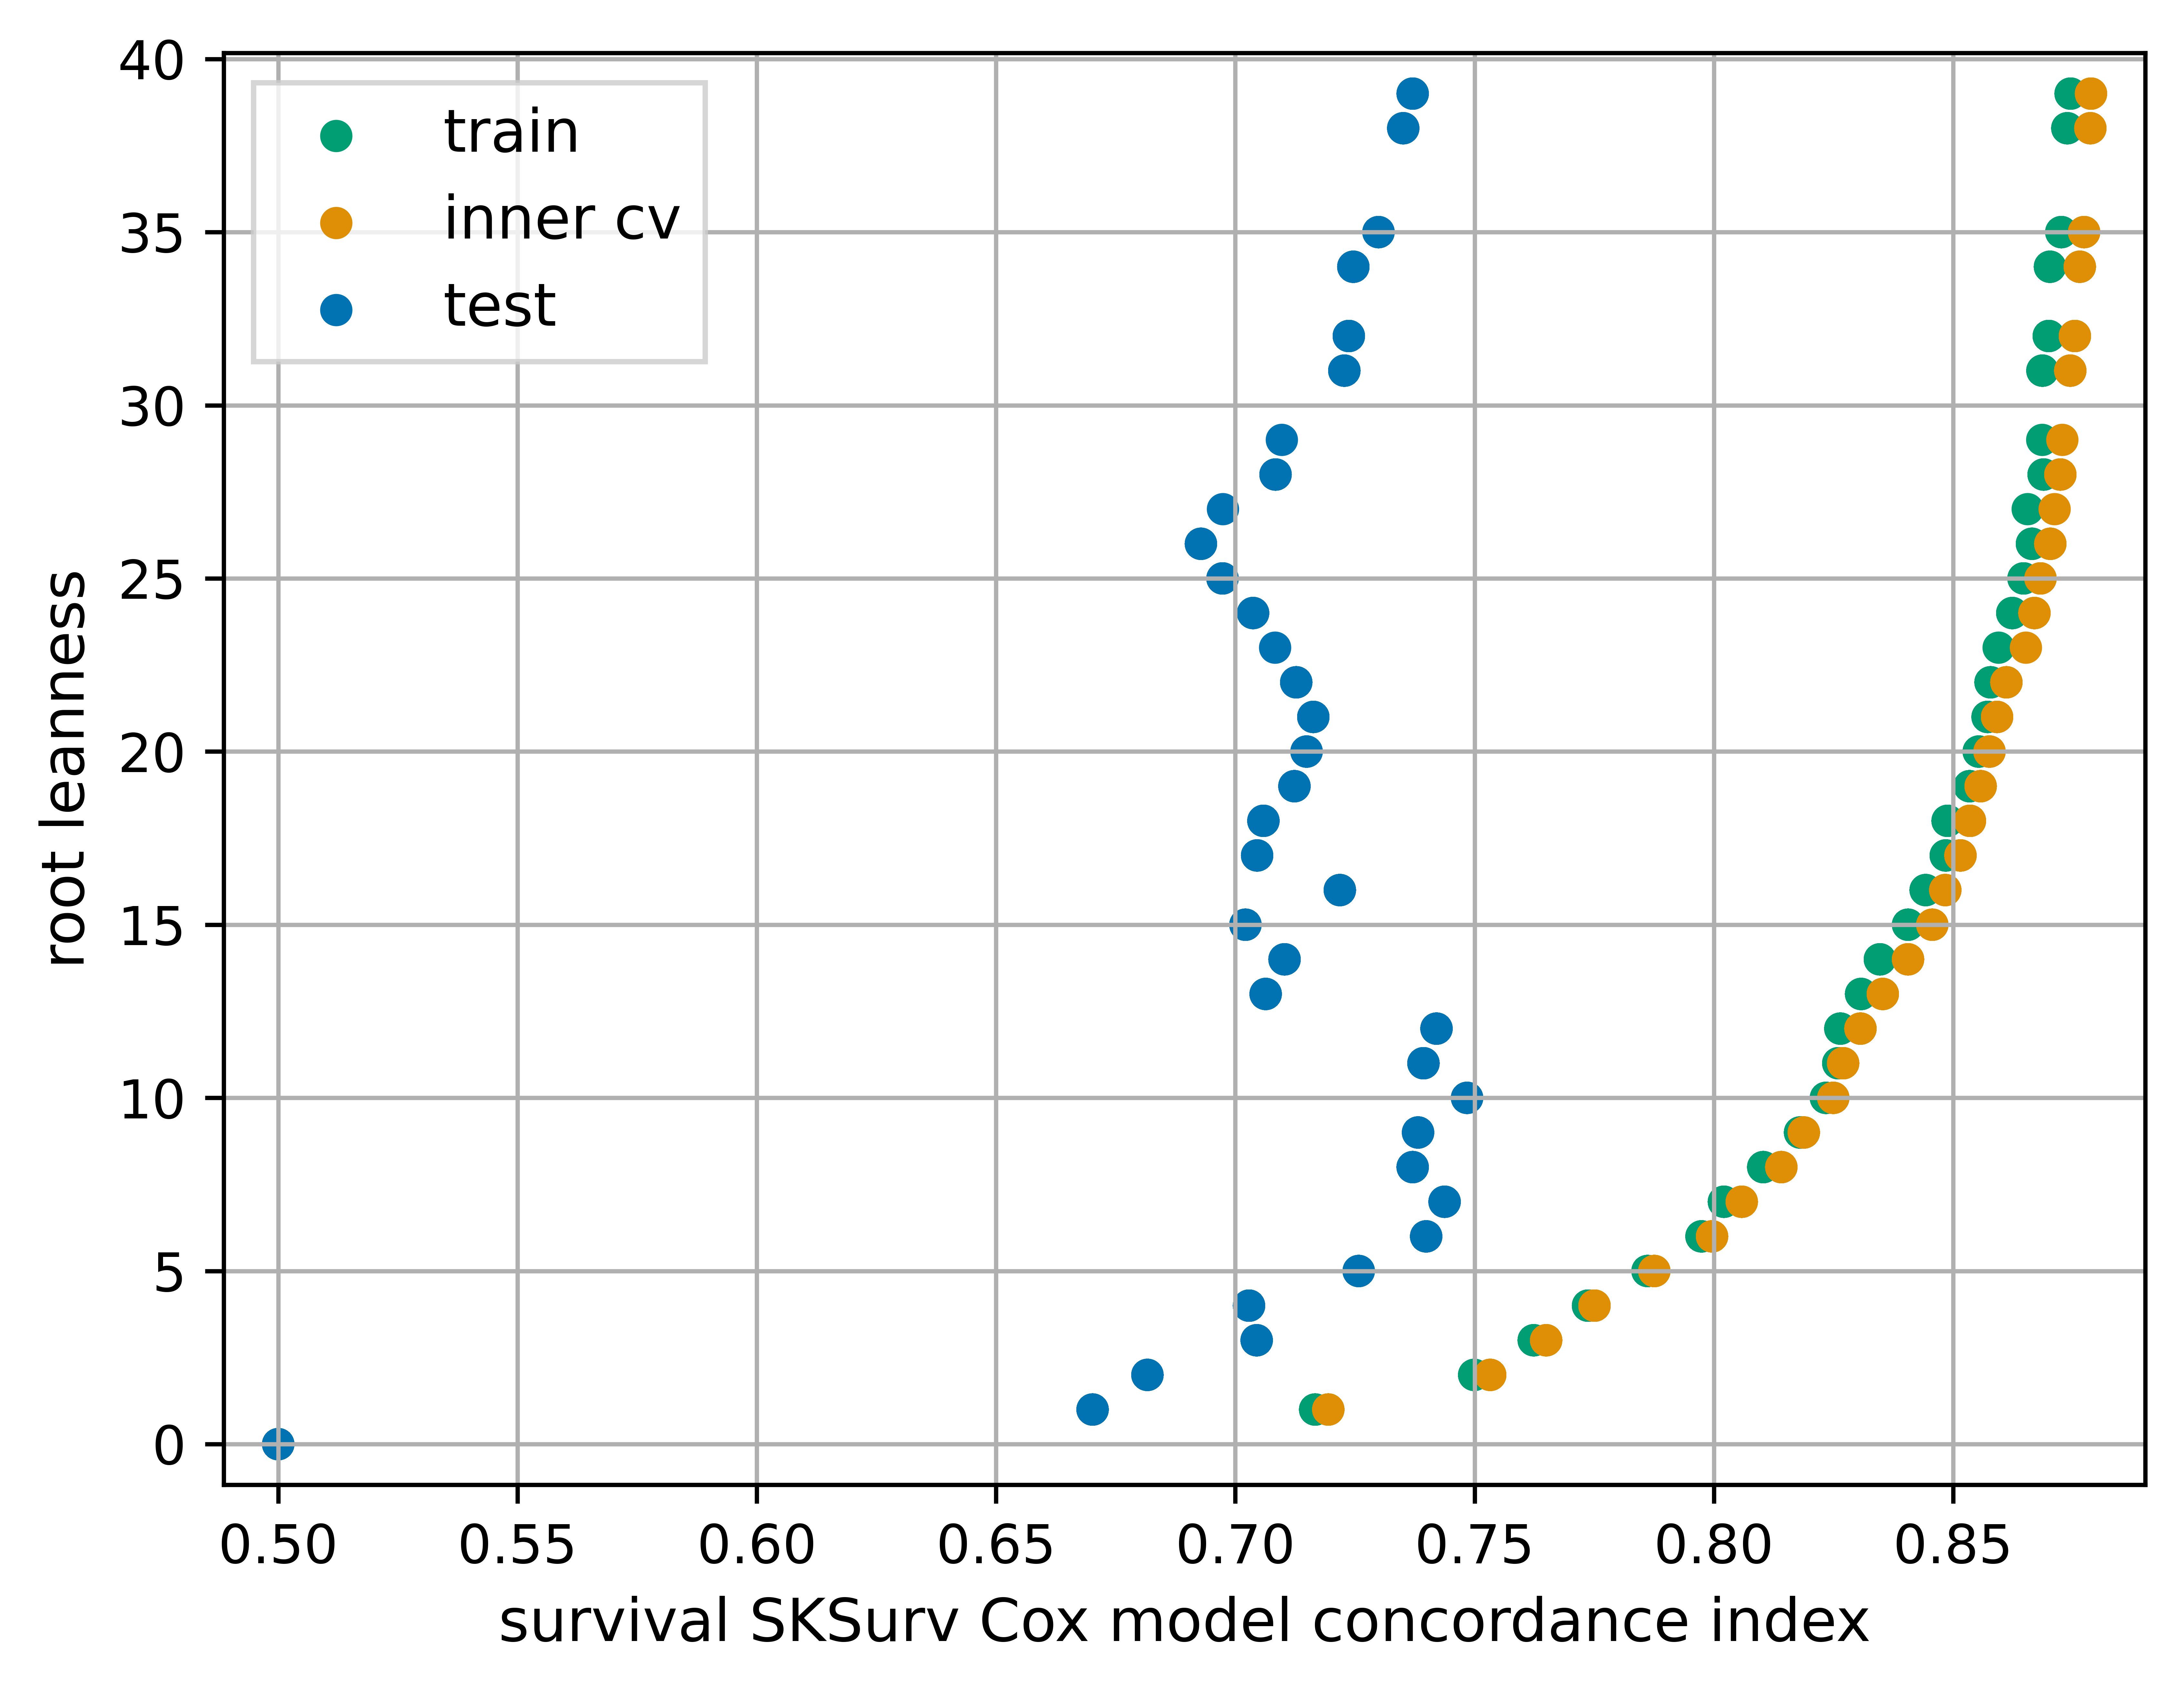 40
35
30
25
20
15
10
5
0
root leanness
train
inner cv
test
0.50 0.55 0.60 0.65 0.70 0.75 0.80 0.85
survival SKSurv Cox model concordance index